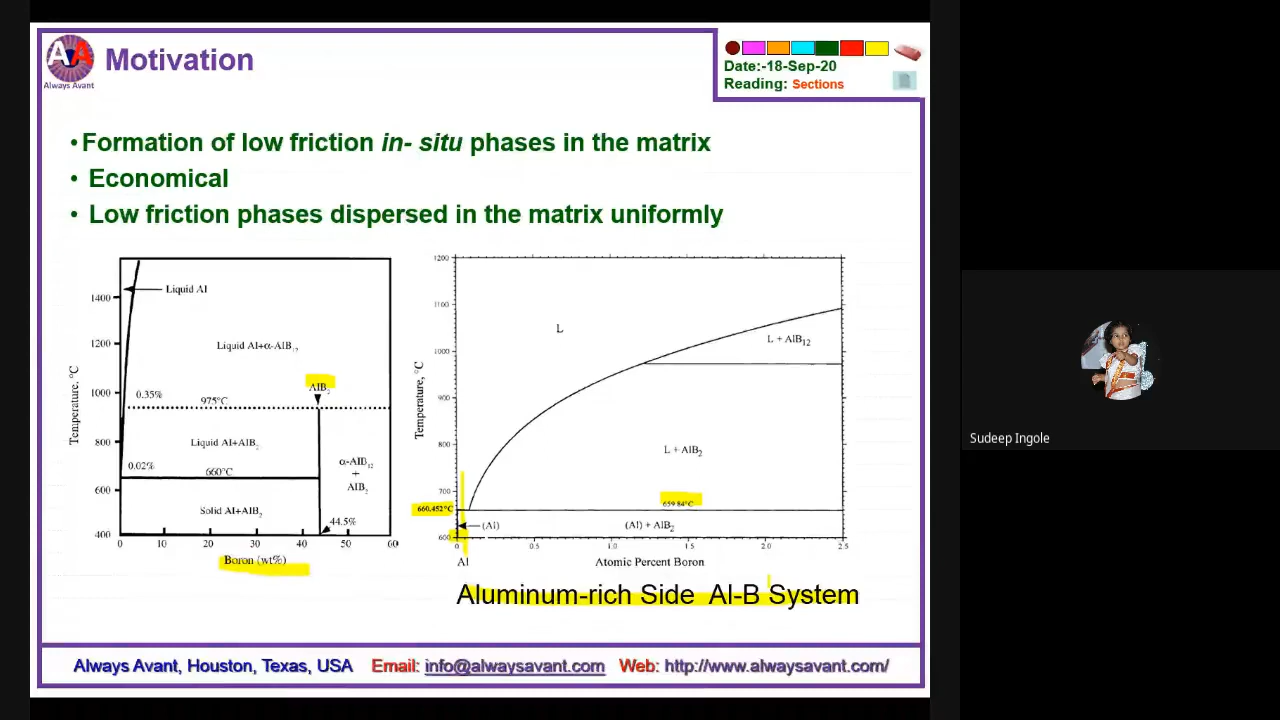 AVA
Always Avant
Motivation
Date:-18-Sep-20
Reading: Sections
•Formation of low friction in- situ phases in the matrix
• Economical
• Low friction phases dispersed in the matrix uniformly
Temperature, °C
1400
1200
1000
800
600
400
0 10 20 30 40 50 60
Boron (wt%)
Liquid Al
Liquid Al+α-AlB₁₂
AlB₂
0.35%
975°C
Liquid Al+AlB₂
0.02%
660°C
α-AlB₁₂
+
AlB₂
Solid Al+AlB₂
44.5%
Temperature, °C
1200
1100
1000
900
800
700
600
660.452°C
L
L + AlB₁₂
L + AlB₂
659.84°C
(Al)
(Al) + AlB₂
0 0.5 1.0 1.5 2.0 2.5
Al
Atomic Percent Boron
Aluminum-rich Side Al-B System
Always Avant, Houston, Texas, USA Email: info@alwaysavant.com Web: http://www.alwaysavant.com/
Sudeep Ingole